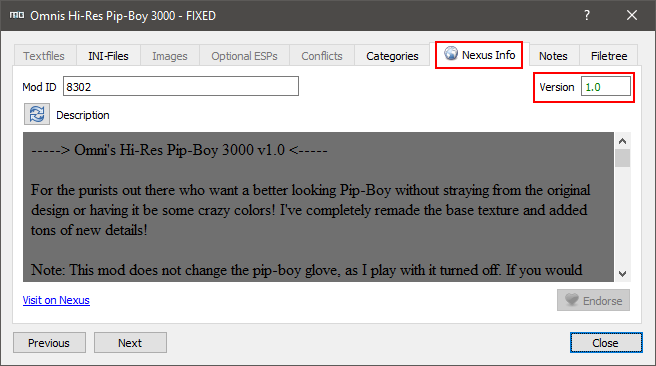 Omnis Hi-Res Pip-Boy 3000 - FIXED
Textfiles INI-Files Images Optional ESPs Conflicts Categories Nexus Info Notes Filetree
Mod ID 8302 Version 1.0
Description
-----> Omni's Hi-Res Pip-Boy 3000 v1.0 <-----
For the purists out there who want a better looking Pip-Boy without straying from the original
design or having it be some crazy colors! I've completely remade the base texture and added
tons of new details!
Note: This mod does not change the pip-boy glove, as I play with it turned off. If you would
Visit on Nexus Endorse
Previous Next Close